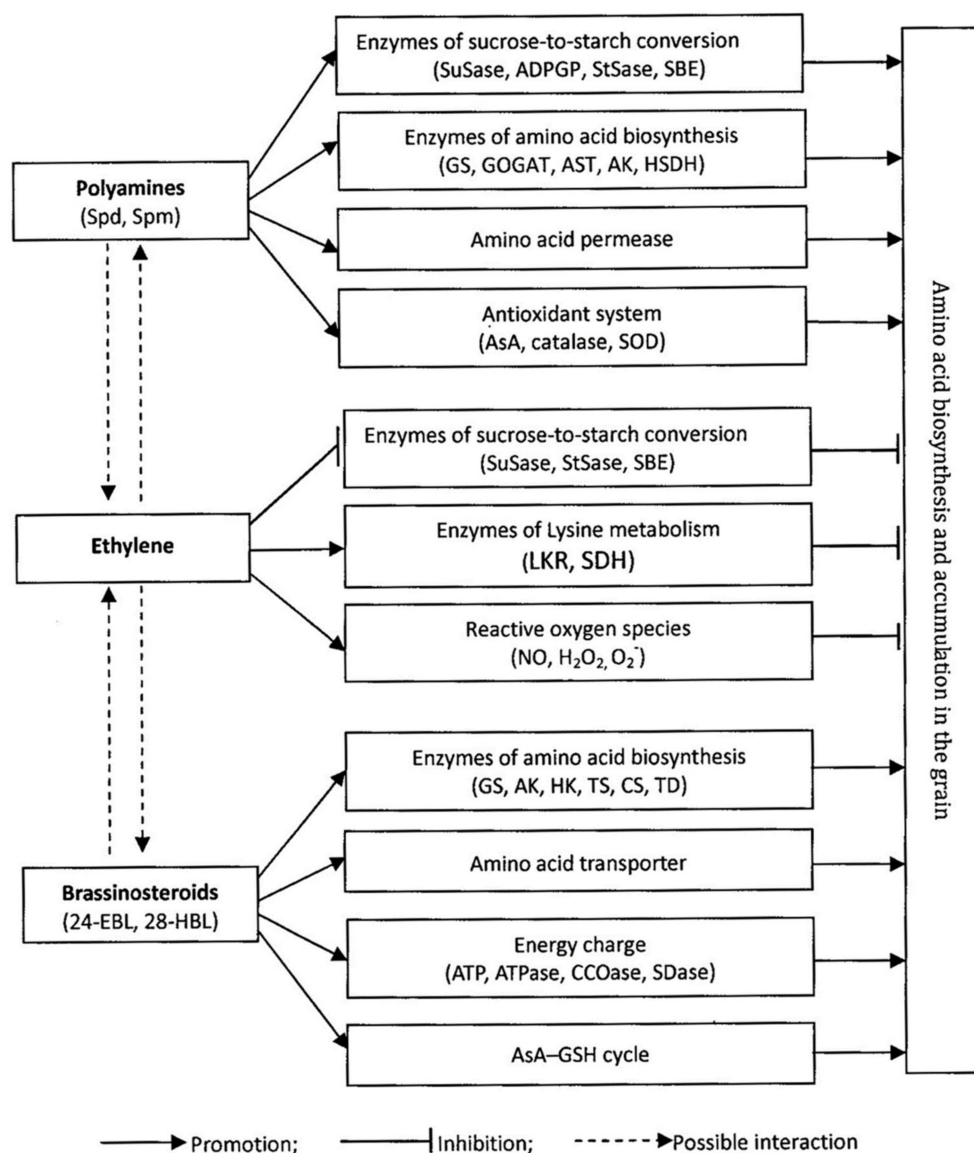 Enzymes of sucrose-to-starch conversion
(SuSase, ADPGP, StSase, SBE)
Enzymes of amino acid biosynthesis
(GS, GOGAT, AST, AK, HSDH)
Polyamines
(Spd, Spm)
Amino acid permease
Antioxidant system
(AsA, catalase, SOD)
Enzymes of sucrose-to-starch conversion
(SuSase, StSase, SBE)
Ethylene
Enzymes of Lysine metabolism
(LKR, SDH)
Reactive oxygen species
(NO, H₂O₂, O₂⁻)
Enzymes of amino acid biosynthesis
(GS, AK, HK, TS, CS, TD)
Amino acid transporter
Brassinosteroids
(24-EBL, 28-HBL)
Energy charge
(ATP, ATPase, CCOase, SDase)
AsA–GSH cycle
Amino acid biosynthesis and accumulation in the grain
Promotion; Inhibition; Possible interaction